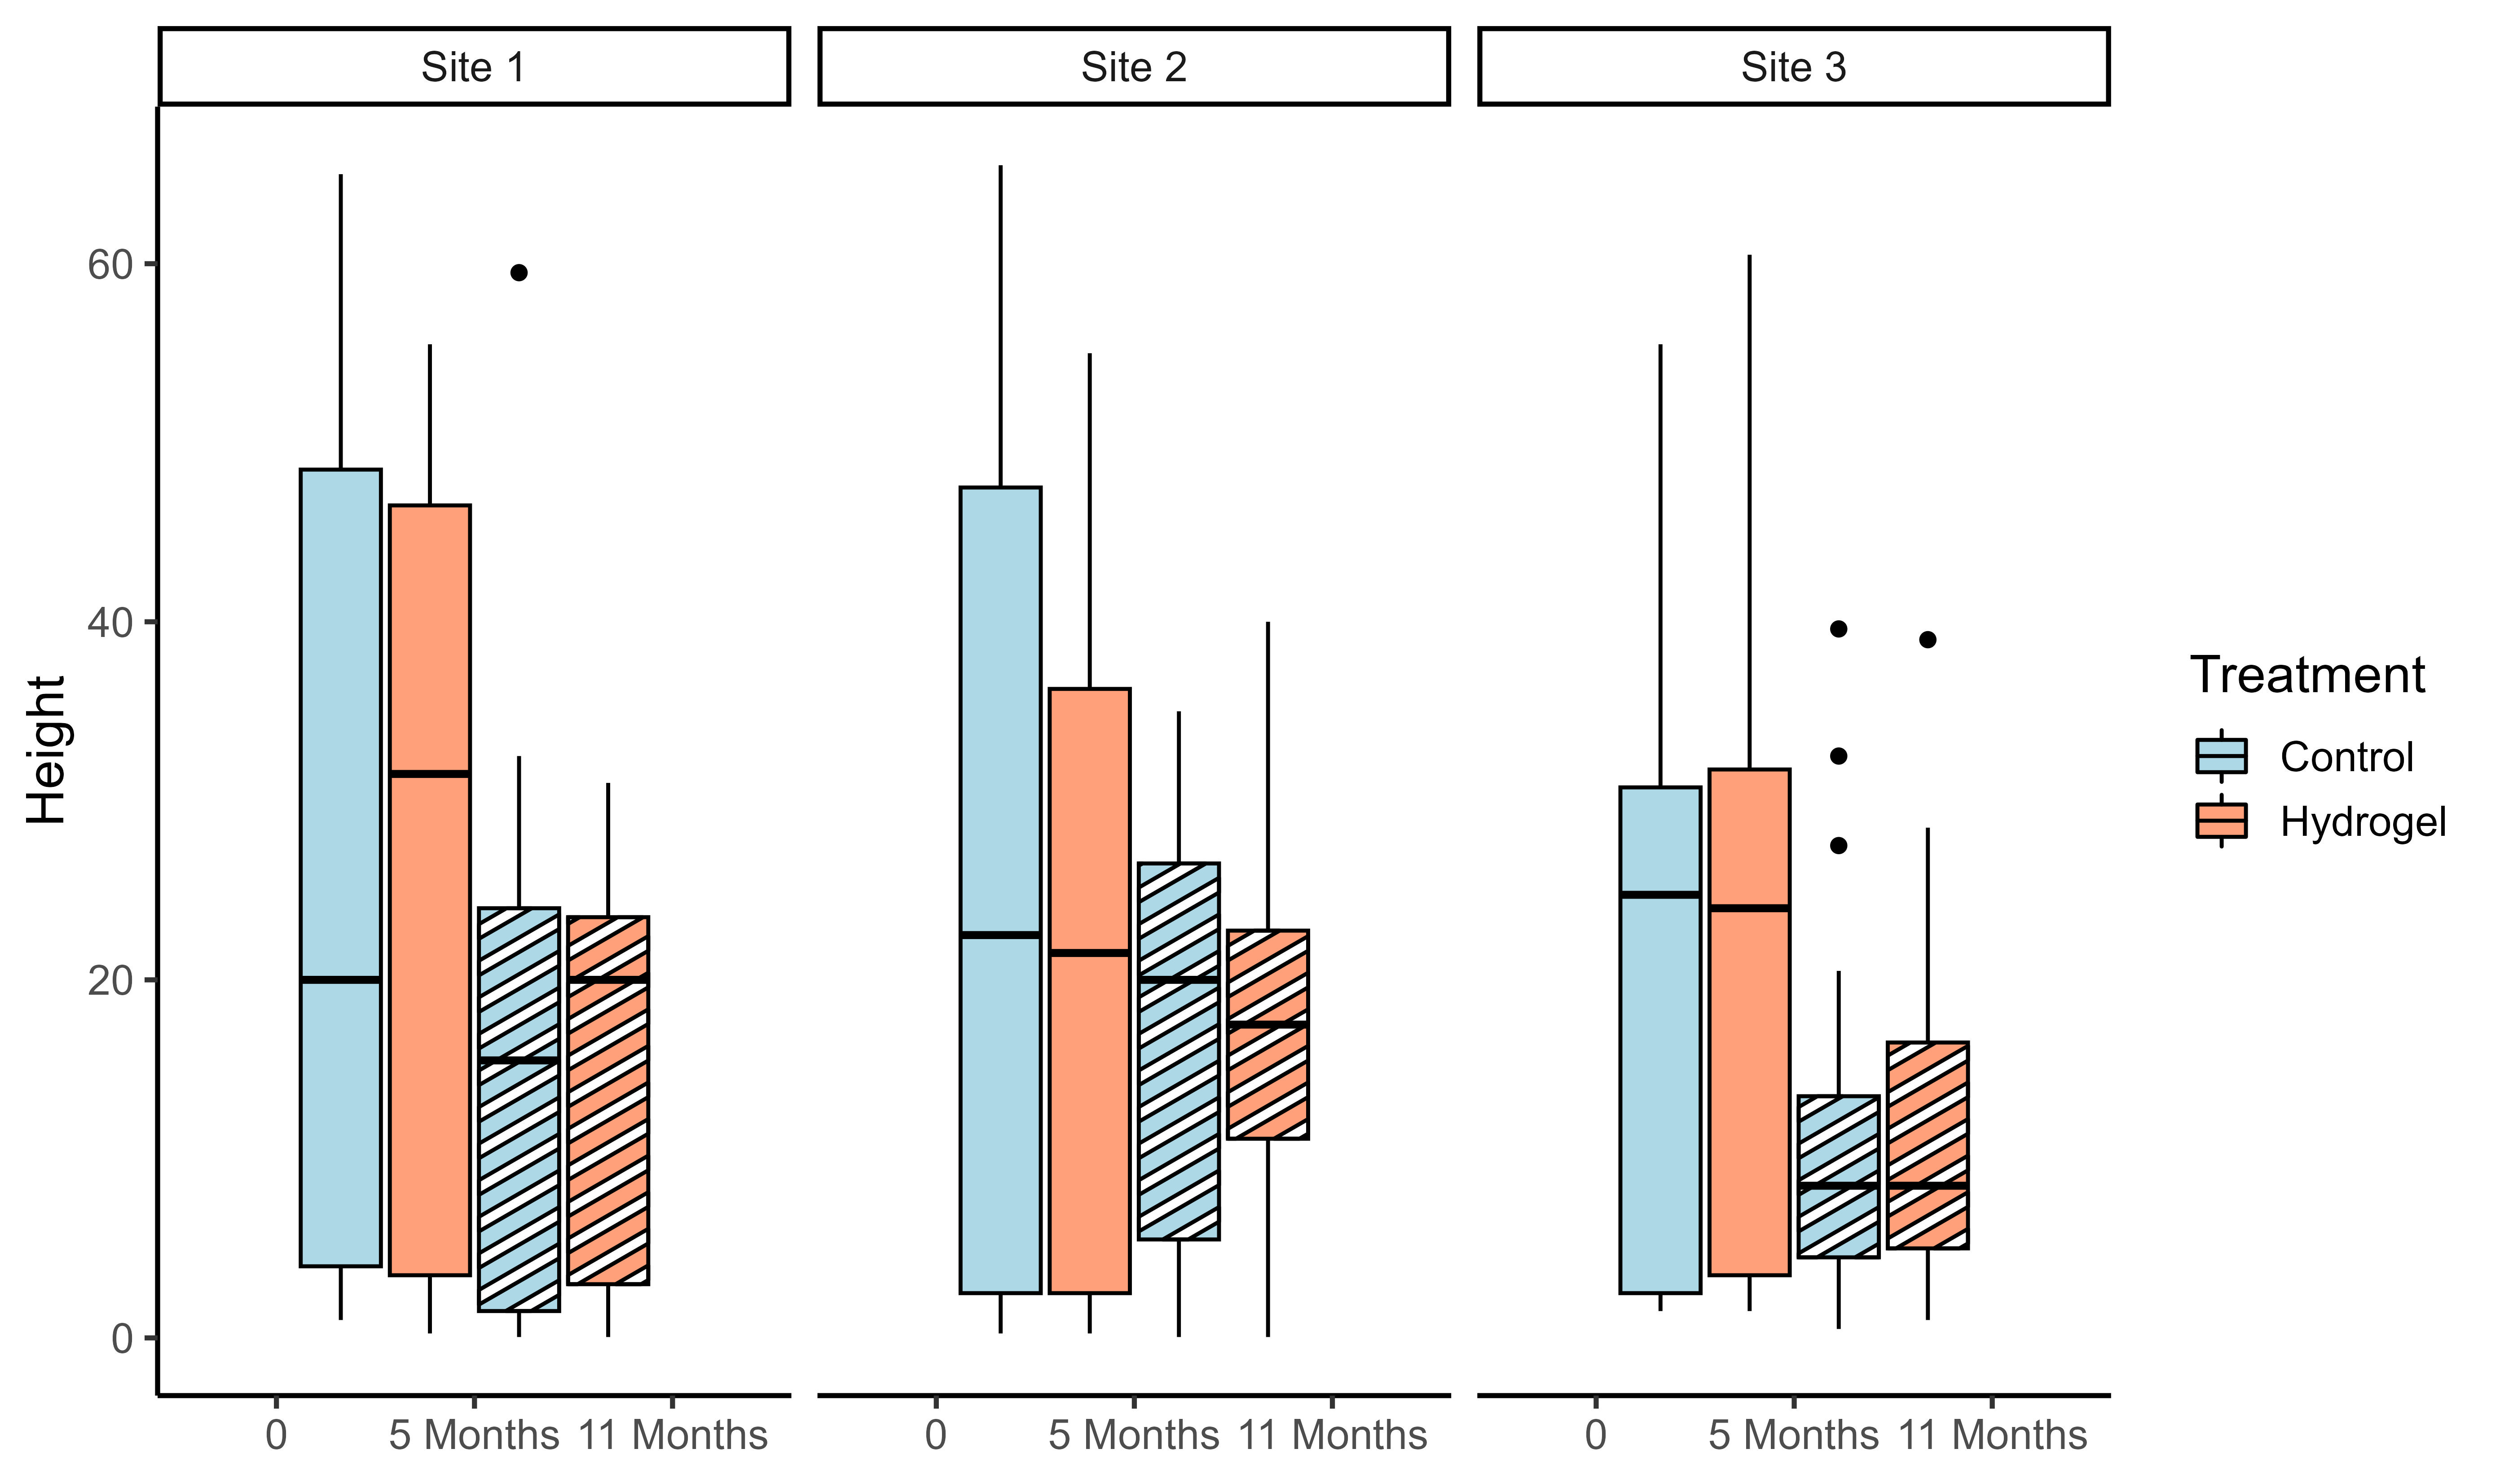 Site 1
Site 2
Site 3
Height
60
40
20
0
0
5 Months
11 Months
0
5 Months
11 Months
0
5 Months
11 Months
Treatment
Control
Hydrogel